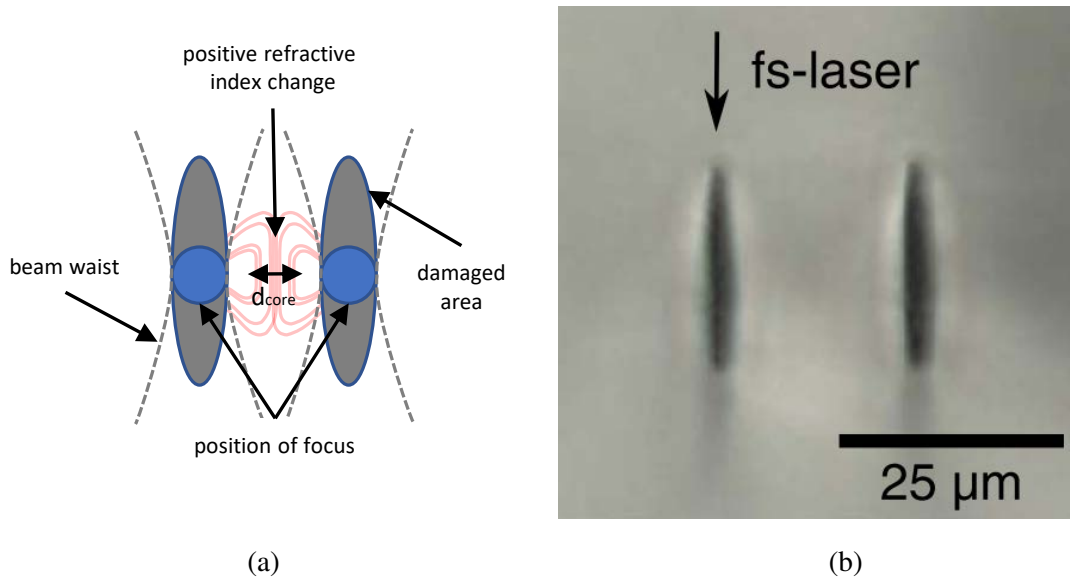 positive refractive
index change
beam waist
dcore
damaged
area
position of focus
fs-laser
25 µm
(a)
(b)